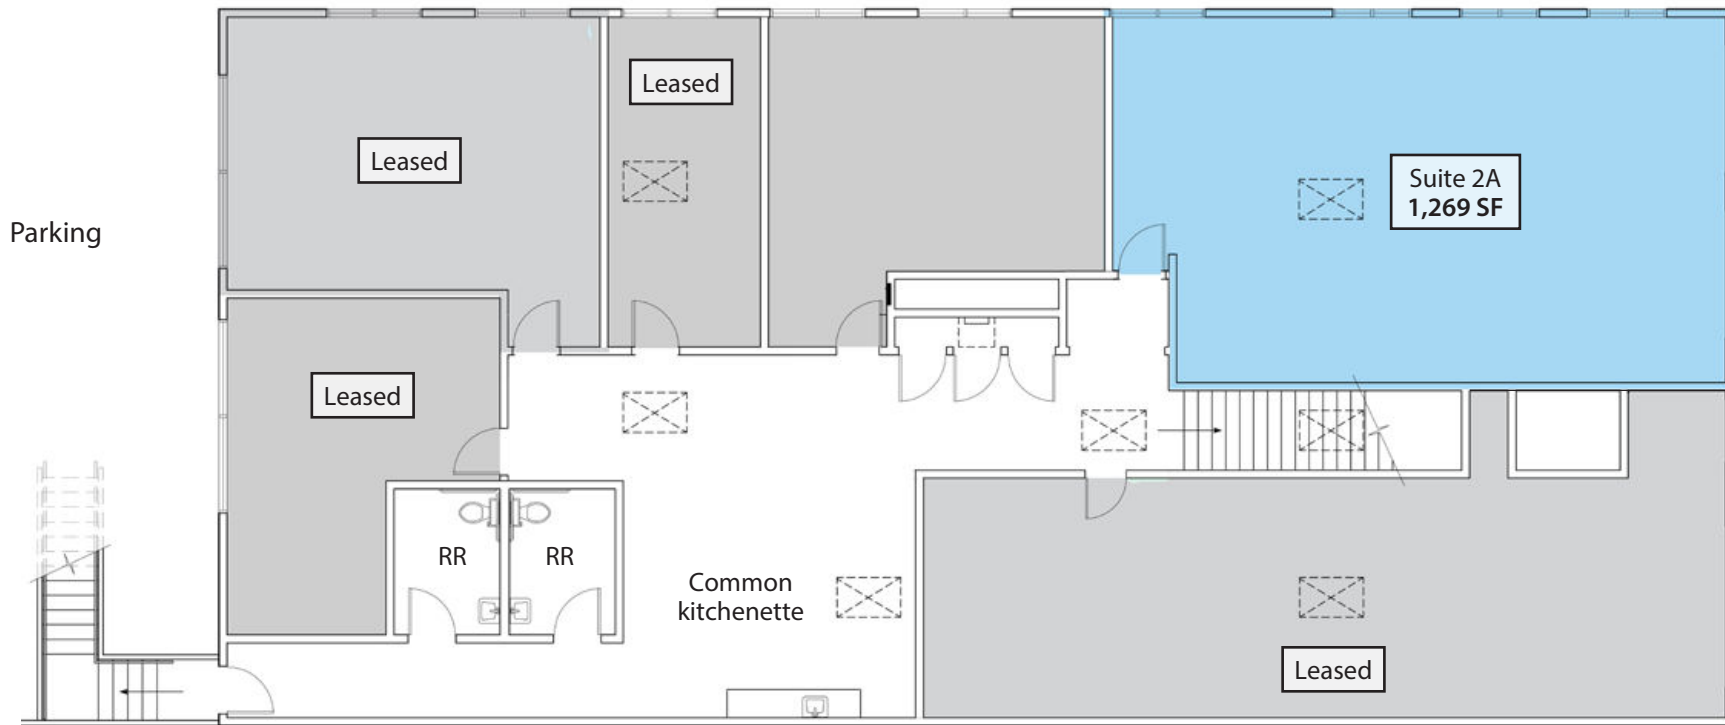 Leased
Leased
Suite 2A
1,269 SF
Parking
Leased
RR
RR
Common
kitchenette
Leased